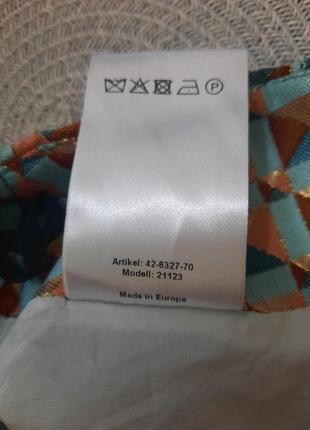 P
Artikel: 42-6327-70
Modell: 21123
Made in Europe